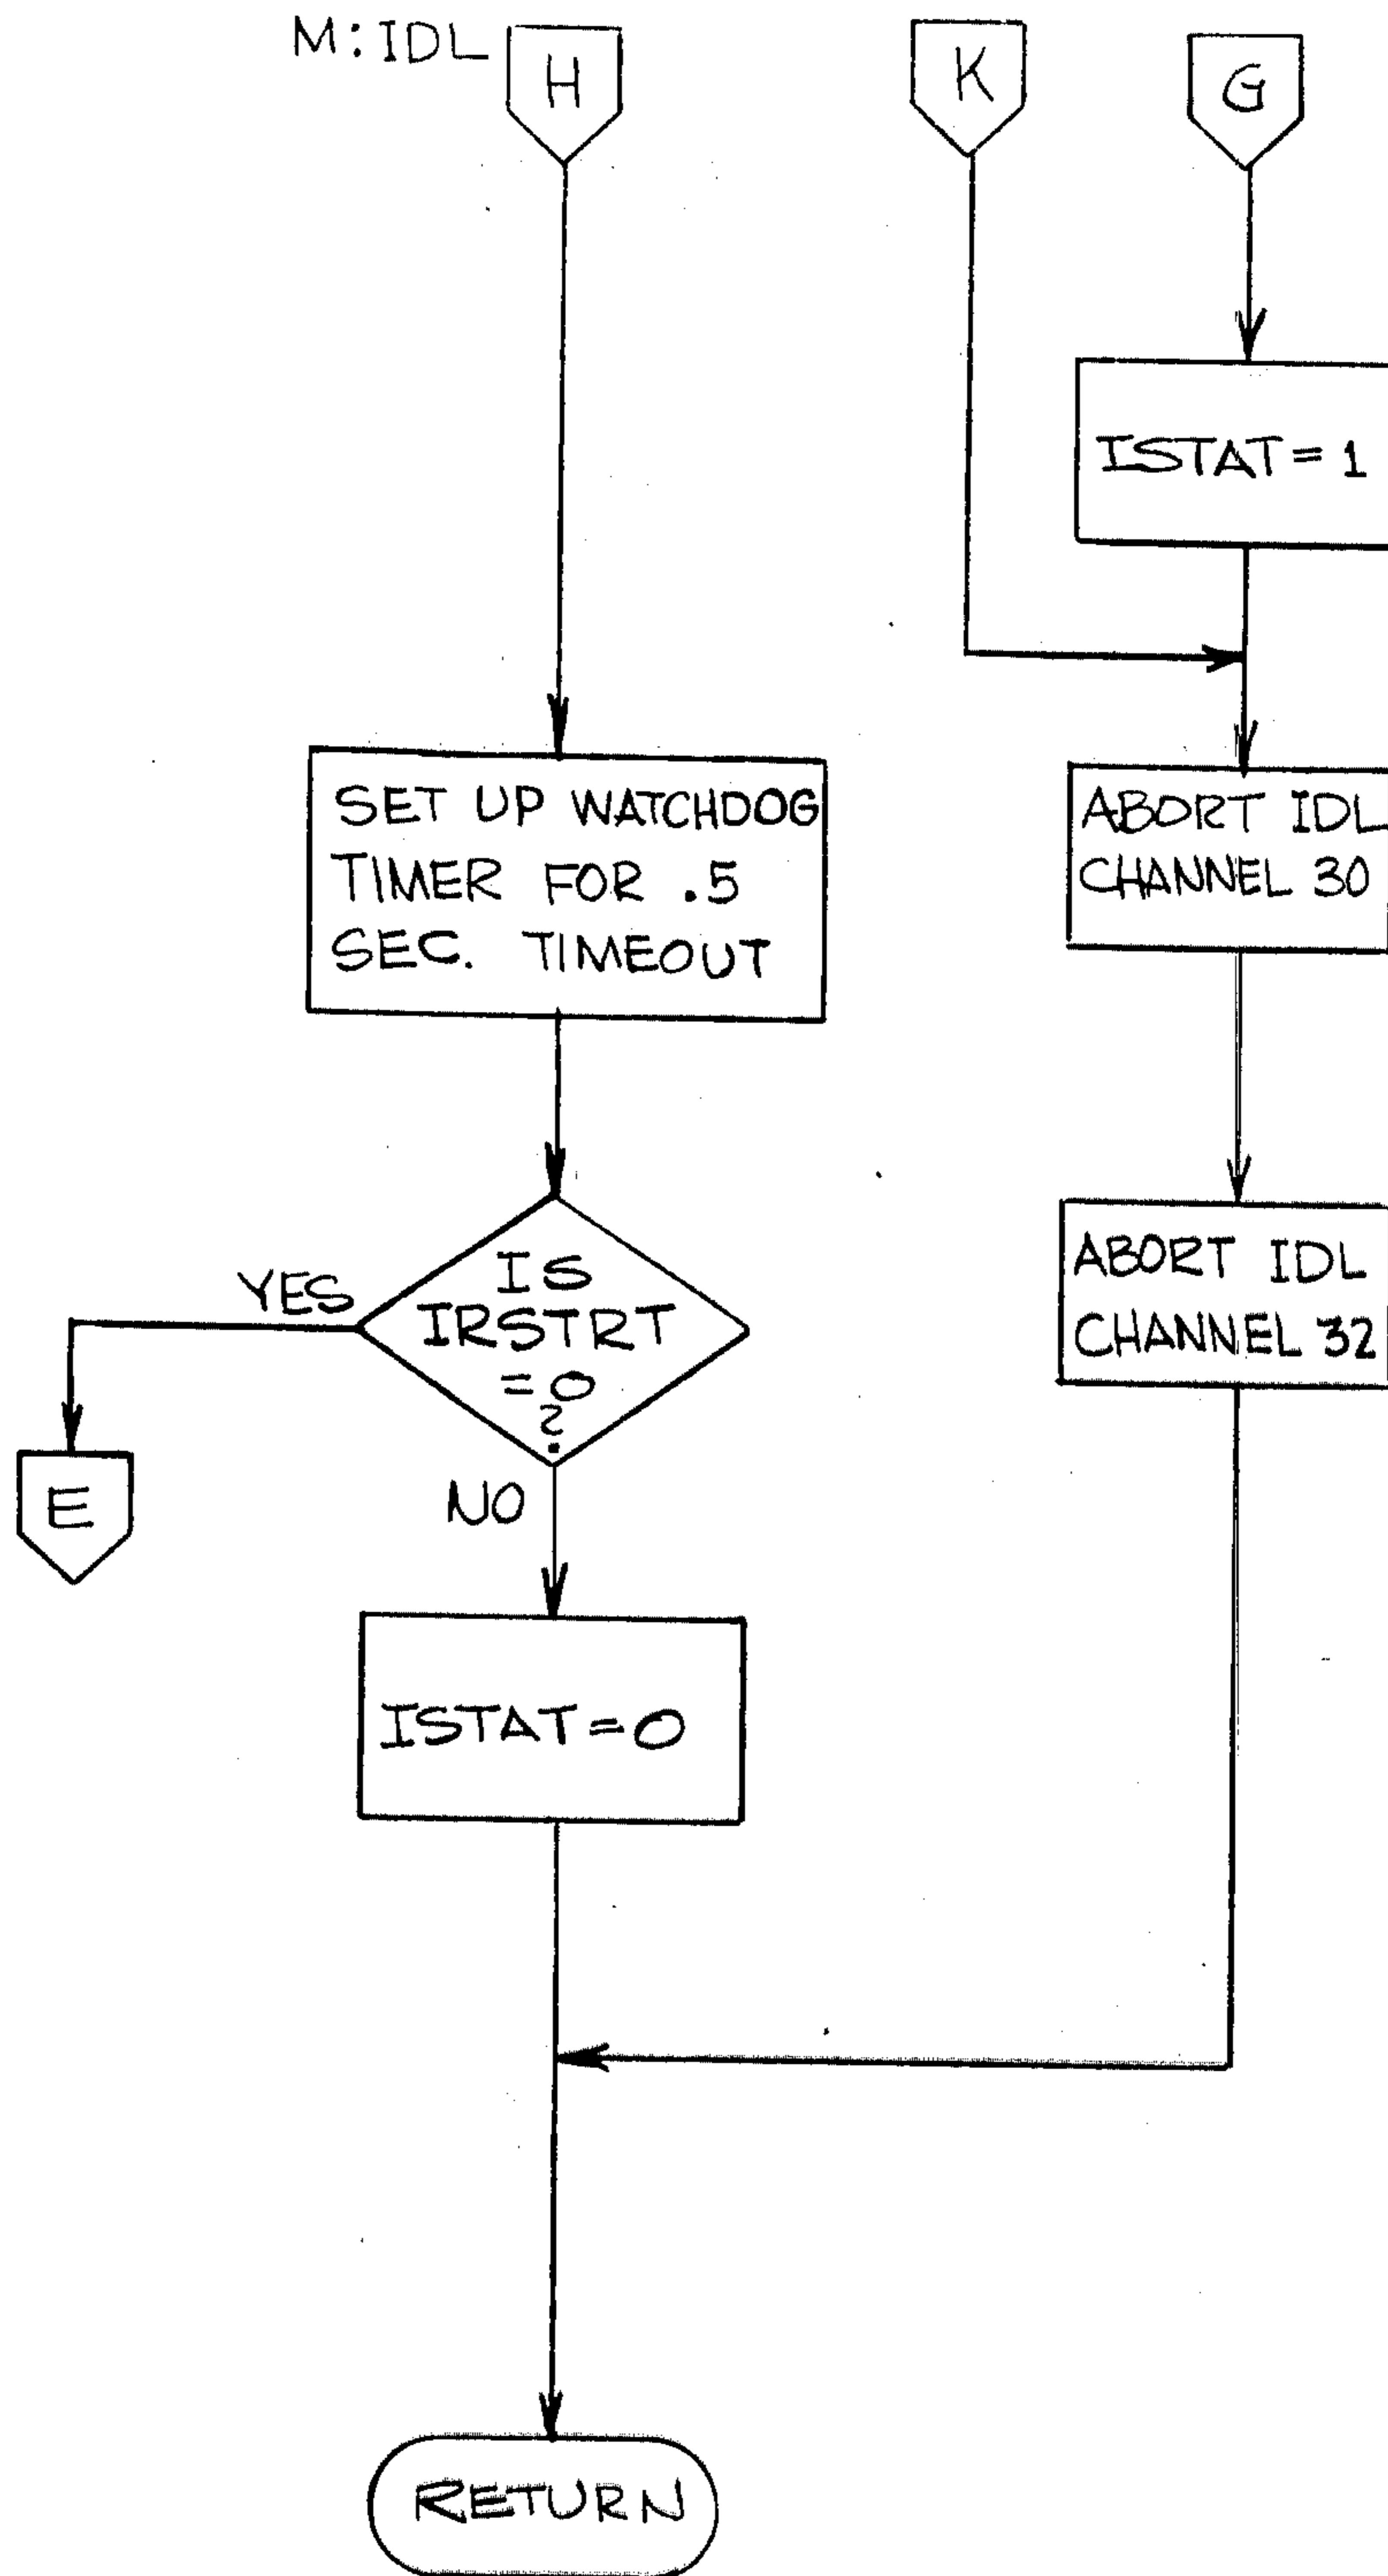 M:IDL
H
K
G
ISTAT=1
SET UP WATCHDOG
TIMER FOR .5
SEC. TIMEOUT
ABORT IDL
CHANNEL 30
IS
IRSTRT
=0
?
YES
NO
E
ABORT IDL
CHANNEL 32
ISTAT=0
RETURN